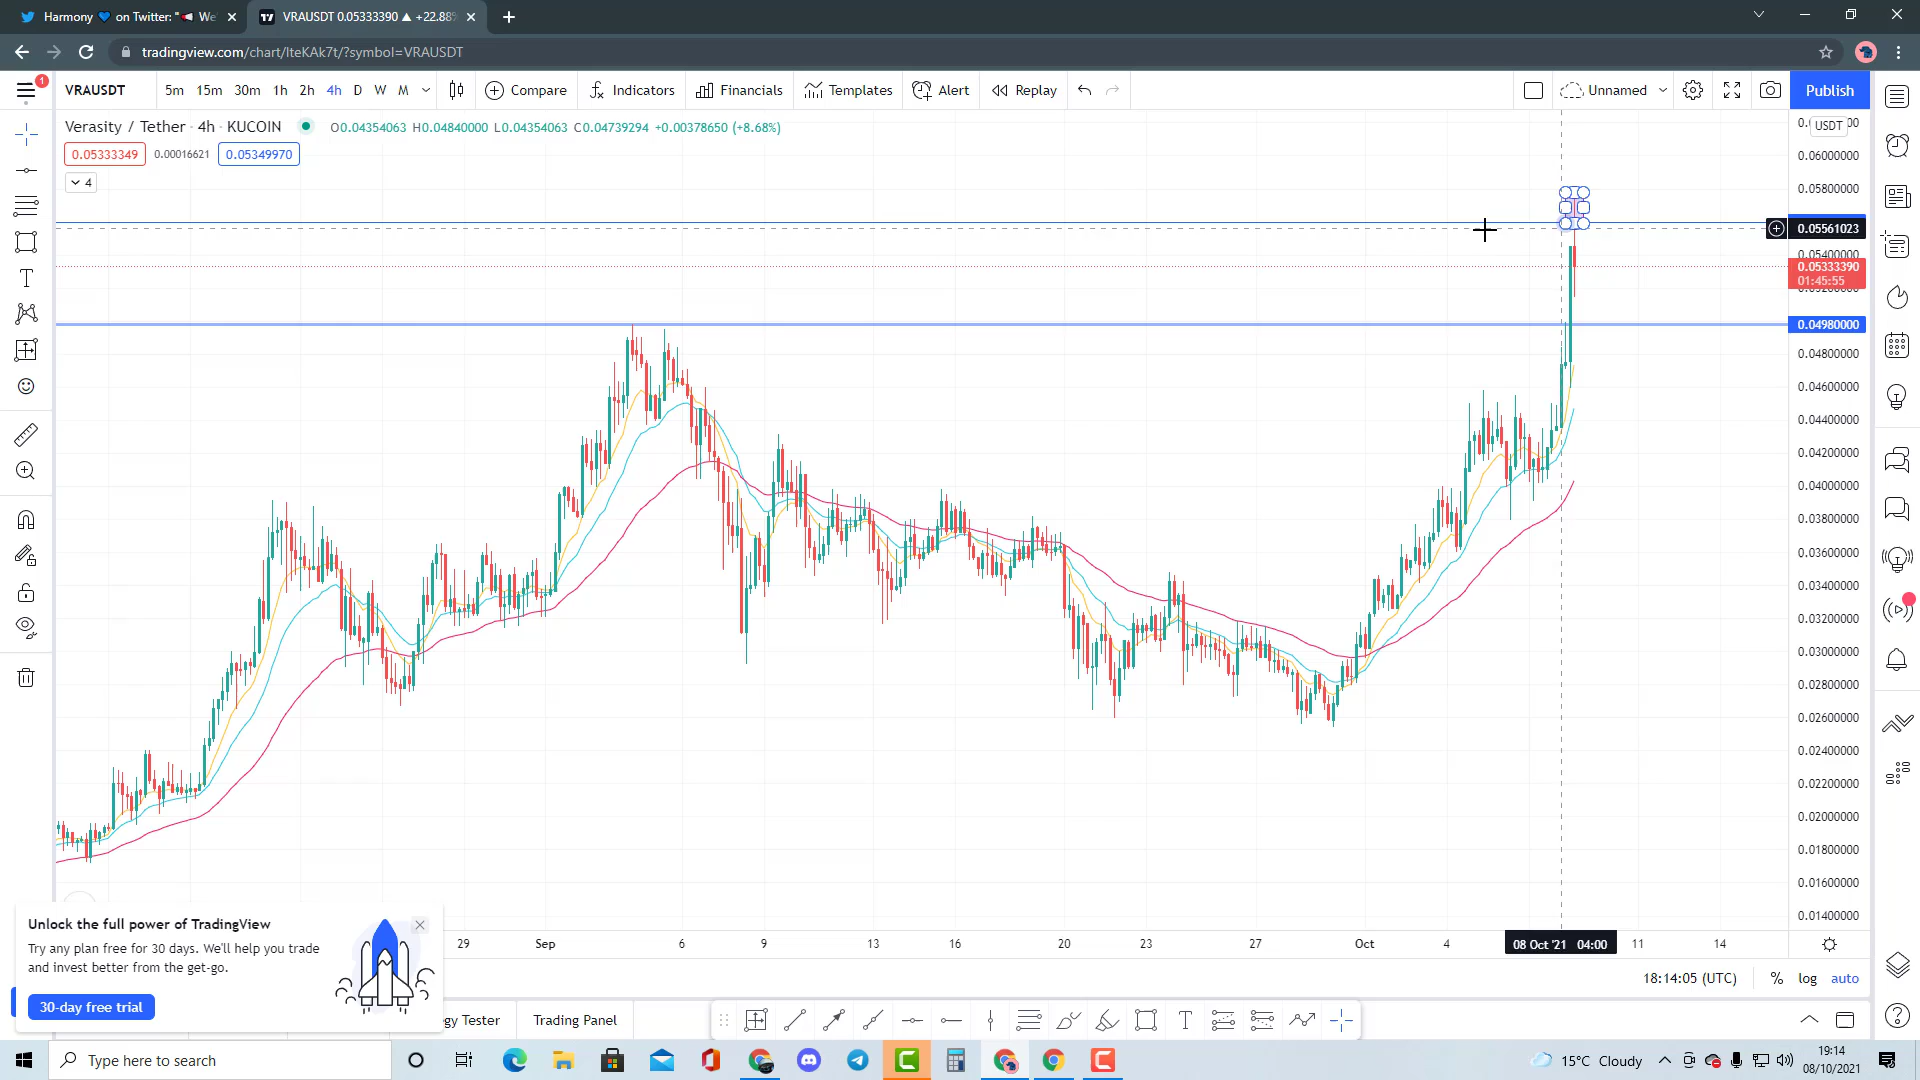 Harmony 💙 on Twitter: "📢 We
VRAUSDT 0.05333390 ▲ +22.88%
tradingview.com/chart/lteKAk7t/?symbol=VRAUSDT
1
VRAUSDT
5m 15m 30m 1h 2h 4h D W M
Compare
Indicators
Financials
Templates
Alert
Replay
Unnamed
Publish
Verasity / Tether · 4h · KUCOIN
O0.04354063 H0.04840000 L0.04354063 C0.04739294 +0.00378650 (+8.68%)
0.05333349 0.00016621 0.05349970
4
USDT
0.06000000
0.05800000
0.05561023
0.05400000
0.05333390
01:45:55
0.04980000
0.04800000
0.04600000
0.04400000
0.04200000
0.04000000
0.03800000
0.03600000
0.03400000
0.03200000
0.03000000
0.02800000
0.02600000
0.02400000
0.02200000
0.02000000
0.01800000
0.01600000
0.01400000
29 Sep 6 9 13 16 20 23 27 Oct 4 08 Oct '21 04:00 11 14
Unlock the full power of TradingView
Try any plan free for 30 days. We'll help you trade
and invest better from the get-go.
30-day free trial
18:14:05 (UTC) % log auto
gy Tester
Trading Panel
Type here to search
15°C Cloudy
19:14
08/10/2021